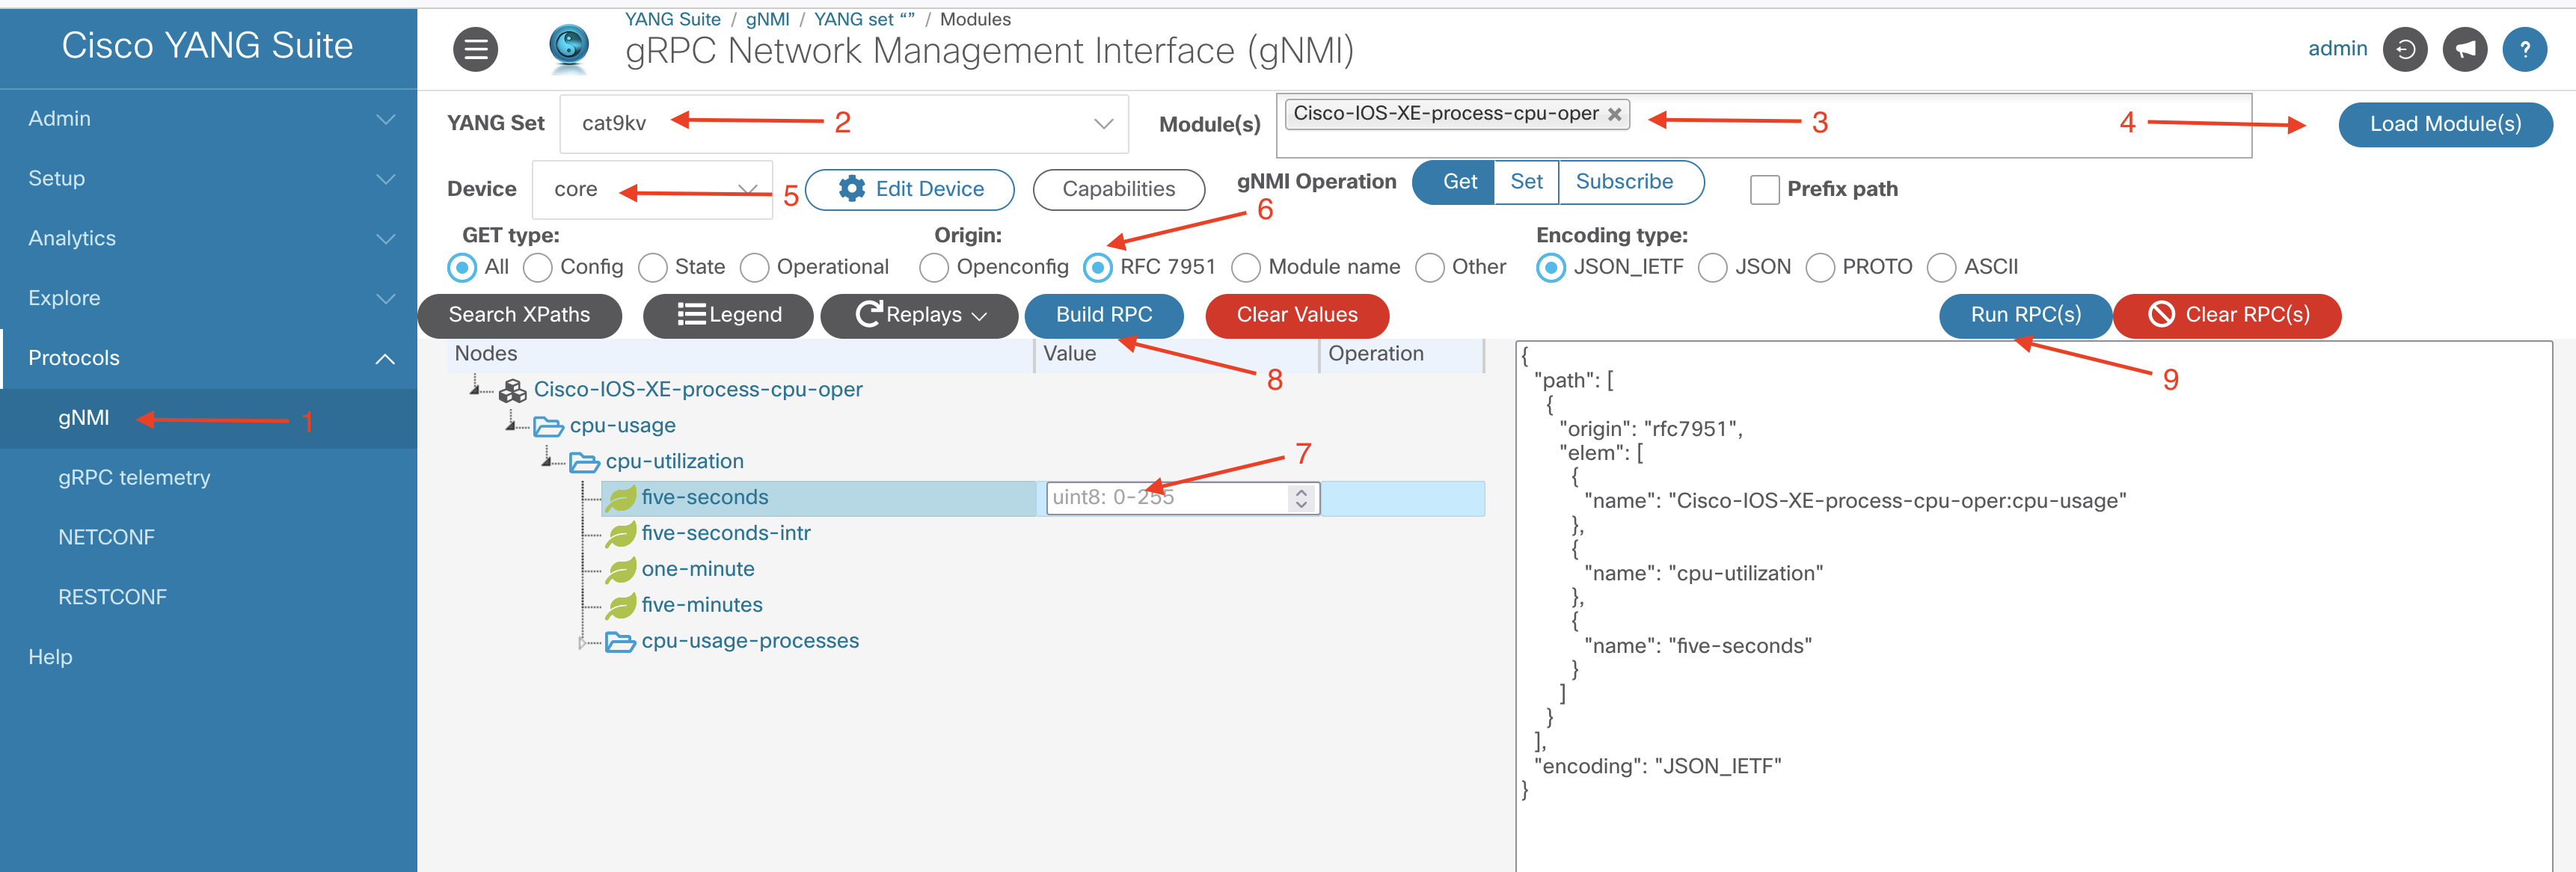 Cisco YANG Suite
Admin
Setup
Analytics
Explore
Protocols
gNMI
1
gRPC telemetry
NETCONF
RESTCONF
Help
YANG Suite / gNMI / YANG set “” / Modules
gRPC Network Management Interface (gNMI)
admin
?
YANG Set cat9kv 2 Module(s) Cisco-IOS-XE-process-cpu-oper 3 4 Load Module(s)
Device core 5 Edit Device Capabilities gNMI Operation Get Set Subscribe Prefix path
6
GET type: Origin: Encoding type:
All Config State Operational Openconfig RFC 7951 Module name Other JSON_IETF JSON PROTO ASCII
Search XPaths Legend Replays Build RPC Clear Values Run RPC(s) Clear RPC(s)
8
9
Nodes Value Operation
Cisco-IOS-XE-process-cpu-oper
cpu-usage
cpu-utilization
7
five-seconds uint8: 0-255
five-seconds-intr
one-minute
five-minutes
cpu-usage-processes
{
"path": [
{
"origin": "rfc7951",
"elem": [
{
"name": "Cisco-IOS-XE-process-cpu-oper:cpu-usage"
},
{
"name": "cpu-utilization"
},
{
"name": "five-seconds"
}
]
}
],
"encoding": "JSON_IETF"
}